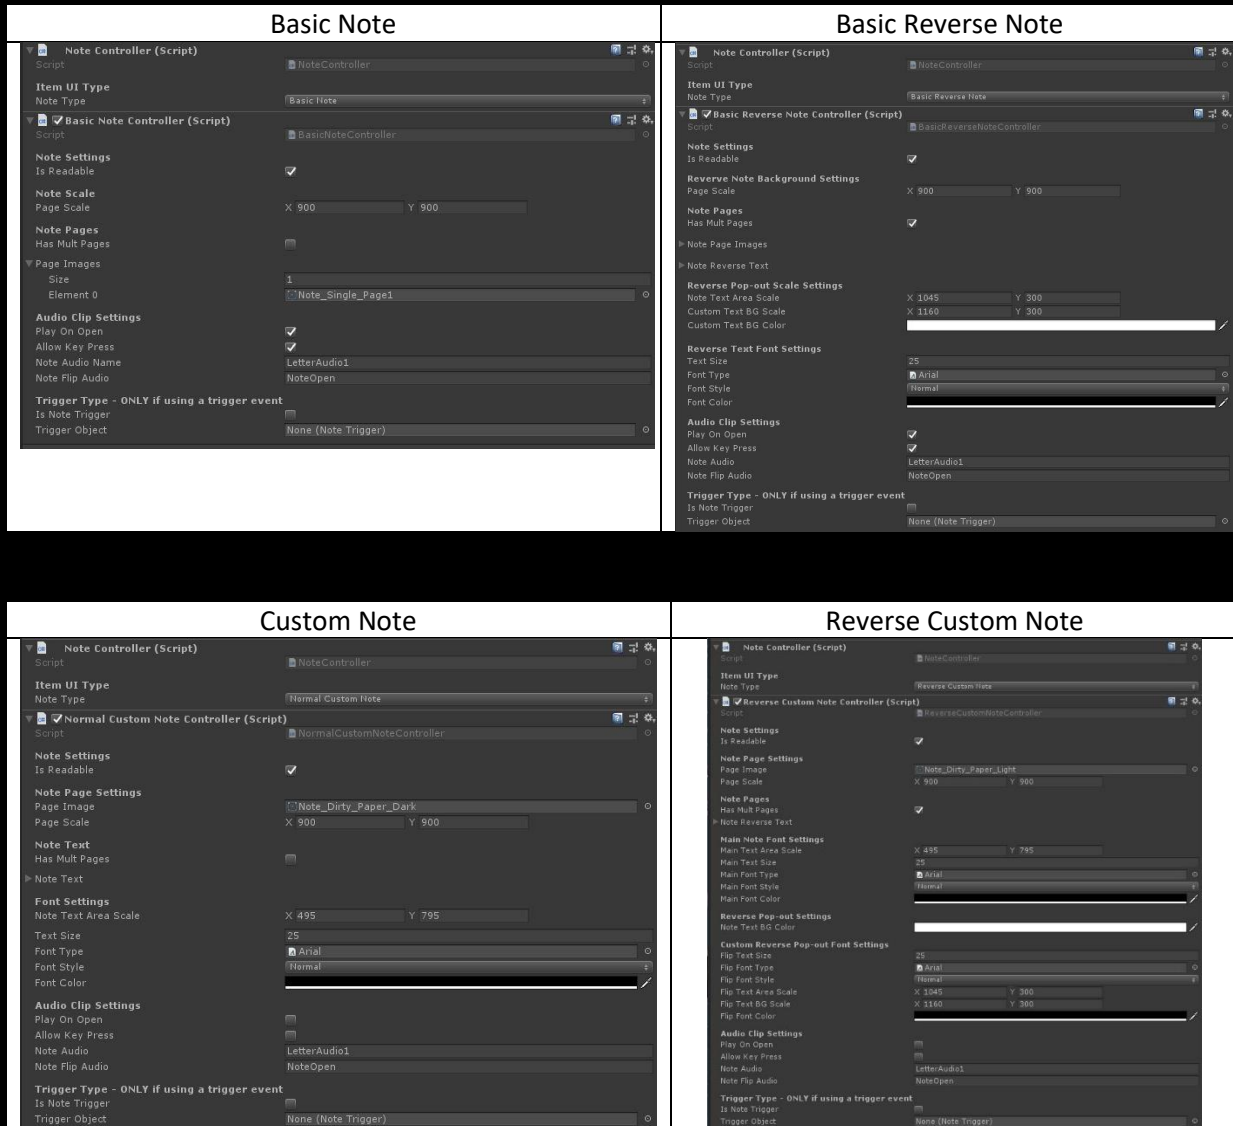 Basic Note
Note Controller (Script)
Script NoteController
Item UI Type
Note Type Basic Note
Basic Note Controller (Script)
Script BasicNoteController
Note Settings
Is Readable
Note Scale
Page Scale X 900 Y 900
Note Pages
Has Mult Pages
Page Images
Size 1
Element 0 Note_Single_Page1
Audio Clip Settings
Play On Open
Allow Key Press
Note Audio Name LetterAudio1
Note Flip Audio NoteOpen
Trigger Type - ONLY if using a trigger event
Is Note Trigger
Trigger Object None (Note Trigger)
Basic Reverse Note
Note Controller (Script)
Script NoteController
Item UI Type
Note Type Basic Reverse Note
Basic Reverse Note Controller (Script)
Script BasicReverseNoteController
Note Settings
Is Readable
Reverve Note Background Settings
Page Scale X 900 Y 900
Note Pages
Has Mult Pages
Note Page Images
Note Reverse Text
Reverse Pop-out Scale Settings
Note Text Area Scale X 1045 Y 300
Custom Text BG Scale X 1160 Y 300
Custom Text BG Color
Reverse Text Font Settings
Text Size 25
Font Type Arial
Font Style Normal
Font Color
Audio Clip Settings
Play On Open
Allow Key Press
Note Audio LetterAudio1
Note Flip Audio NoteOpen
Trigger Type - ONLY if using a trigger event
Is Note Trigger
Trigger Object None (Note Trigger)
Custom Note
Note Controller (Script)
Script NoteController
Item UI Type
Note Type Normal Custom Note
Normal Custom Note Controller (Script)
Script NormalCustomNoteController
Note Settings
Is Readable
Note Page Settings
Page Image Note_Dirty_Paper_Dark
Page Scale X 900 Y 900
Note Text
Has Mult Pages
Note Text
Font Settings
Note Text Area Scale X 495 Y 795
Text Size 25
Font Type Arial
Font Style Normal
Font Color
Audio Clip Settings
Play On Open
Allow Key Press
Note Audio LetterAudio1
Note Flip Audio NoteOpen
Trigger Type - ONLY if using a trigger event
Is Note Trigger
Trigger Object None (Note Trigger)
Reverse Custom Note
Note Controller (Script)
Script NoteController
Item UI Type
Note Type Reverse Custom Note
Reverse Custom Note Controller (Script)
Script ReverseCustomNoteController
Note Settings
Is Readable
Note Page Settings
Page Image Note_Dirty_Paper_Light
Page Scale X 900 Y 900
Note Pages
Has Mult Pages
Note Reverse Text
Main Note Font Settings
Main Text Area Scale X 495 Y 795
Main Text Size 25
Main Font Type Arial
Main Font Style Normal
Main Font Color
Reverse Pop-out Settings
Note Text BG Color
Custom Reverse Pop-out Font Settings
Flip Text Size 25
Flip Font Type Arial
Flip Font Style Normal
Flip Text Area Scale X 1045 Y 300
Flip Text BG Scale X 1160 Y 300
Flip Font Color
Audio Clip Settings
Play On Open
Allow Key Press
Note Audio LetterAudio1
Note Flip Audio NoteOpen
Trigger Type - ONLY if using a trigger event
Is Note Trigger
Trigger Object None (Note Trigger)